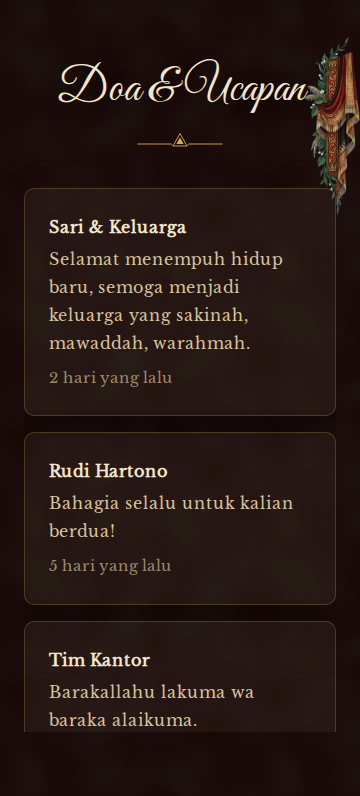 Doa & Ucapan
Sari & Keluarga
Selamat menempuh hidup
baru, semoga menjadi
keluarga yang sakinah,
mawaddah, warahmah.
2 hari yang lalu
Rudi Hartono
Bahagia selalu untuk kalian
berdua!
5 hari yang lalu
Tim Kantor
Barakallahu lakuma wa
baraka alaikuma.